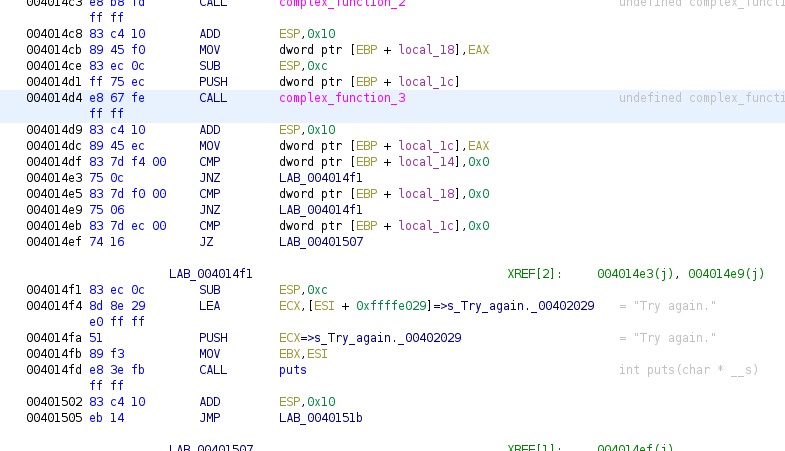 004014c3 e8 b8 fd CALL complex_function_2 undefined complex_functi
ff ff
004014c8 83 c4 10 ADD ESP,0x10
004014cb 89 45 f0 MOV dword ptr [EBP + local_18],EAX
004014ce 83 ec 0c SUB ESP,0xc
004014d1 ff 75 ec PUSH dword ptr [EBP + local_1c]
004014d4 e8 67 fe CALL complex_function_3 undefined complex_functi
ff ff
004014d9 83 c4 10 ADD ESP,0x10
004014dc 89 45 ec MOV dword ptr [EBP + local_1c],EAX
004014df 83 7d f4 00 CMP dword ptr [EBP + local_14],0x0
004014e3 75 0c JNZ LAB_004014f1
004014e5 83 7d f0 00 CMP dword ptr [EBP + local_18],0x0
004014e9 75 06 JNZ LAB_004014f1
004014eb 83 7d ec 00 CMP dword ptr [EBP + local_1c],0x0
004014ef 74 16 JZ LAB_00401507
LAB_004014f1 XREF[2]: 004014e3(j), 004014e9(j)
004014f1 83 ec 0c SUB ESP,0xc
004014f4 8d 8e 29 LEA ECX,[ESI + 0xffffe029]=>s_Try_again._00402029 = "Try again."
e0 ff ff
004014fa 51 PUSH ECX=>s_Try_again._00402029 = "Try again."
004014fb 89 f3 MOV EBX,ESI
004014fd e8 3e fb CALL puts int puts(char * __s)
ff ff
00401502 83 c4 10 ADD ESP,0x10
00401505 eb 14 JMP LAB_0040151b
LAB_00401507 XREF[1]: 004014ef(j)